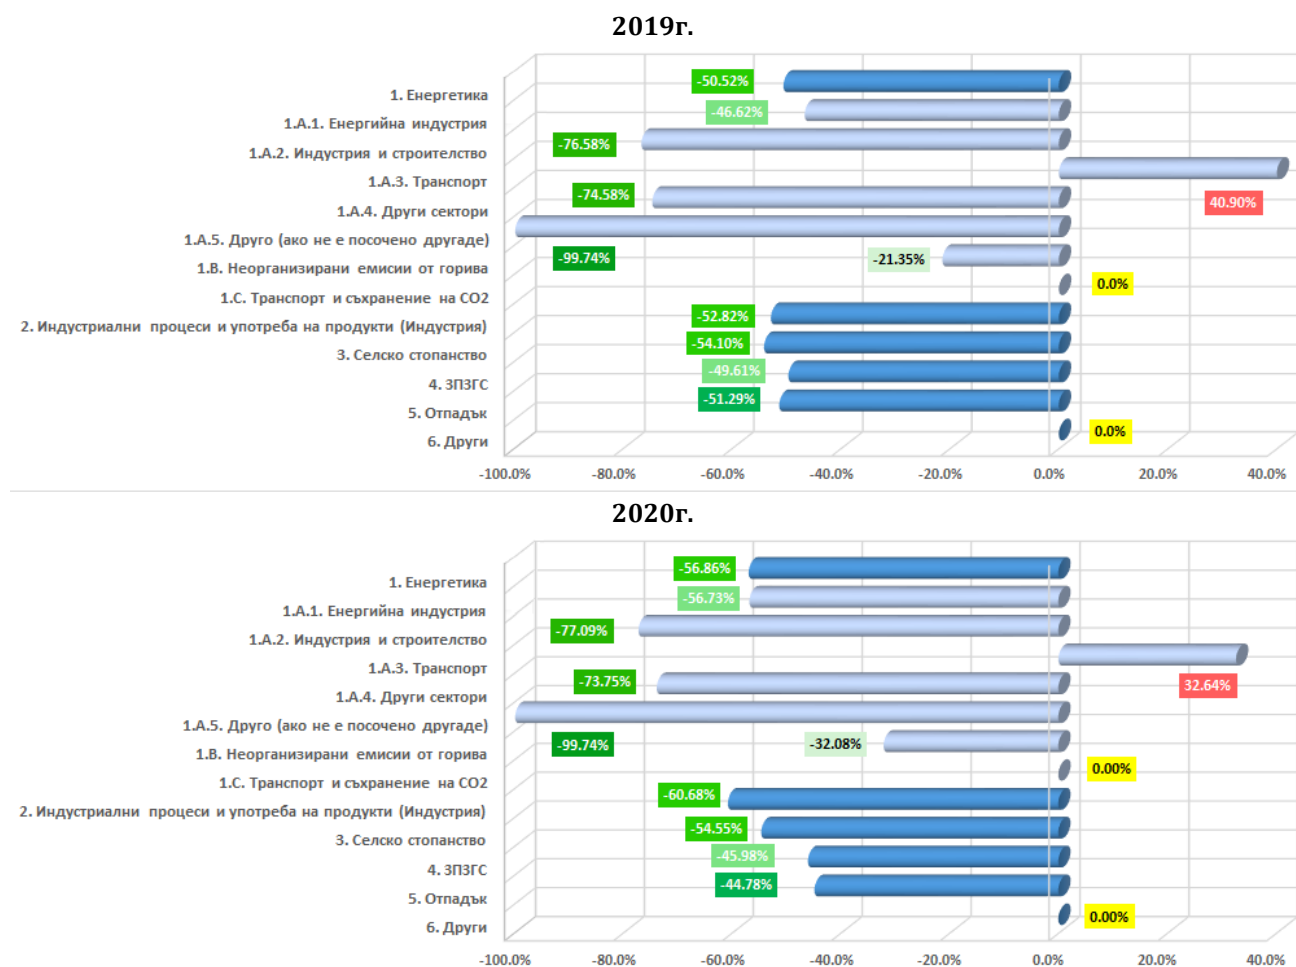 2019г.
-50.52%
1. Енергетика
-46.62%
1.А.1. Енергийна индустрия
-76.58%
1.А.2. Индустрия и строителство
1.А.3. Транспорт
-74.58%
40.90%
1.А.4. Други сектори
1.А.5. Друго (ако не е посочено другаде)
-99.74%
-21.35%
1.В. Неорганизирани емисии от горива
0.0%
1.С. Транспорт и съхранение на СО2
-52.82%
2. Индустриални процеси и употреба на продукти (Индустрия)
-54.10%
3. Селско стопанство
-49.61%
4. ЗПЗГС
-51.29%
5. Отпадък
0.0%
6. Други
-100.0% -80.0% -60.0% -40.0% -20.0% 0.0% 20.0% 40.0%
2020г.
-56.86%
1. Енергетика
-56.73%
1.А.1. Енергийна индустрия
-77.09%
1.А.2. Индустрия и строителство
1.А.3. Транспорт
-73.75%
32.64%
1.А.4. Други сектори
1.А.5. Друго (ако не е посочено другаде)
-99.74%
-32.08%
1.В. Неорганизирани емисии от горива
0.00%
1.С. Транспорт и съхранение на СО2
-60.68%
2. Индустриални процеси и употреба на продукти (Индустрия)
-54.55%
3. Селско стопанство
-45.98%
4. ЗПЗГС
-44.78%
5. Отпадък
0.00%
6. Други
-100.0% -80.0% -60.0% -40.0% -20.0% 0.0% 20.0% 40.0%